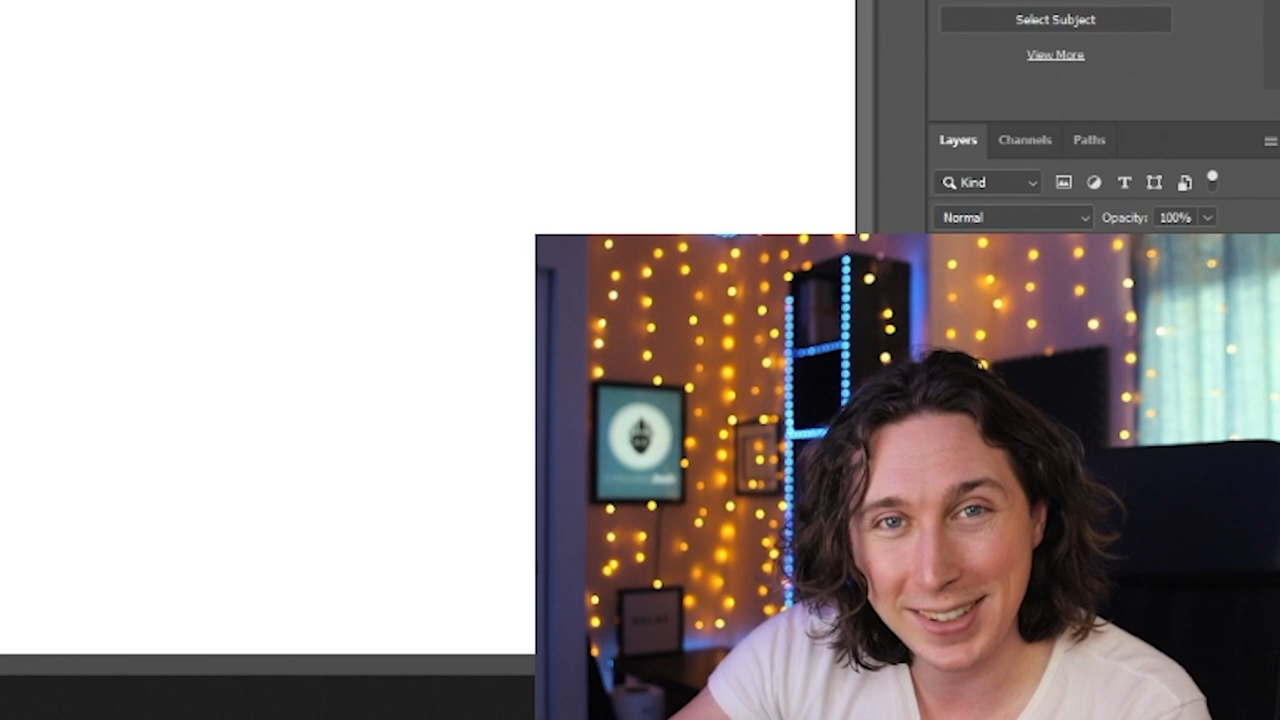 Select Subject
View More
Layers Channels Paths
Kind
Normal Opacity: 100%